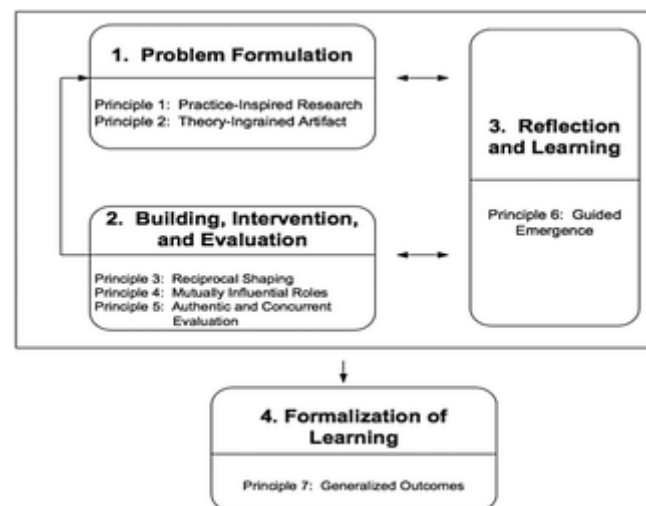 1. Problem Formulation
Principle 1: Practice-Inspired Research
Principle 2: Theory-Ingrained Artifact
2. Building, Intervention,
and Evaluation
Principle 3: Reciprocal Shaping
Principle 4: Mutually Influential Roles
Principle 5: Authentic and Concurrent
Evaluation
3. Reflection
and Learning
Principle 6: Guided
Emergence
4. Formalization of
Learning
Principle 7: Generalized Outcomes